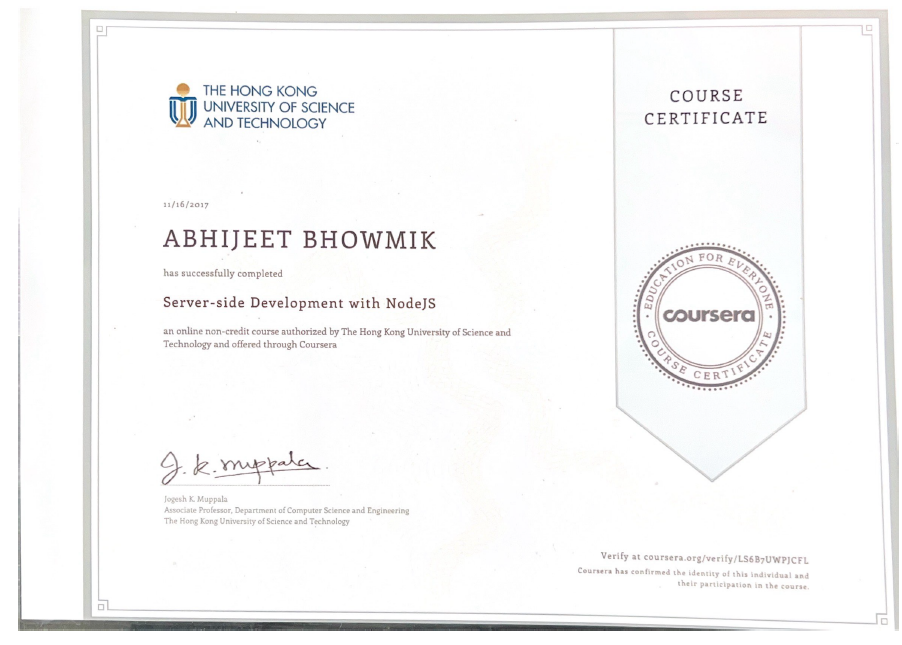 THE HONG KONG
UNIVERSITY OF SCIENCE
AND TECHNOLOGY
COURSE
CERTIFICATE
11/16/2017
ABHIJEET BHOWMIK
has successfully completed
Server-side Development with NodeJS
an online non-credit course authorized by The Hong Kong University of Science and
Technology and offered through Coursera
EDUCATION FOR EVERYONE
coursera
COURSE CERTIFICATE
J. K. Muppala
Jogesh K. Muppala
Associate Professor, Department of Computer Science and Engineering
The Hong Kong University of Science and Technology
Verify at coursera.org/verify/LS6B7UWPJCFL
Coursera has confirmed the identity of this individual and
their participation in the course.